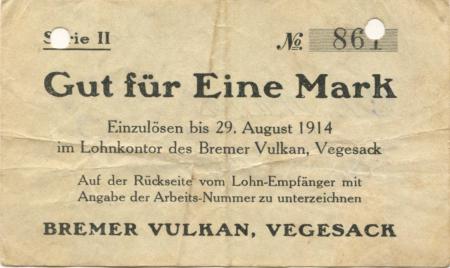 Serie II № 861
Gut für Eine Mark
Einzulösen bis 29. August 1914
im Lohnkontor des Bremer Vulkan, Vegesack
Auf der Rückseite vom Lohn-Empfänger mit
Angabe der Arbeits-Nummer zu unterzeichnen
BREMER VULKAN, VEGESACK